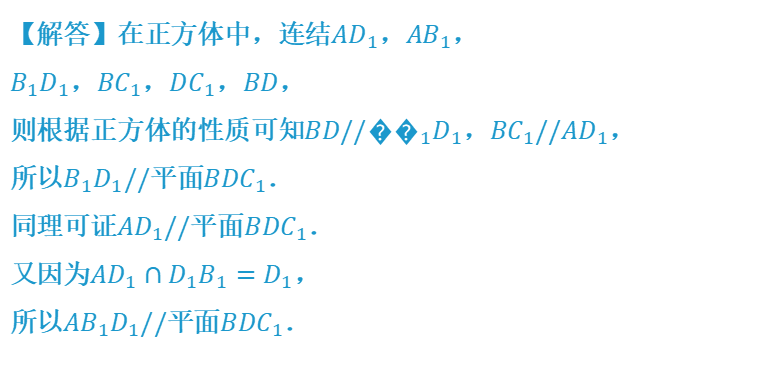 【解答】在正方体中，连结AD₁，AB₁，
B₁D₁，BC₁，DC₁，BD，
则根据正方体的性质可知BD//��₁D₁，BC₁//AD₁，
所以B₁D₁//平面BDC₁．
同理可证AD₁//平面BDC₁．
又因为AD₁ ∩ D₁B₁ = D₁，
所以AB₁D₁//平面BDC₁．